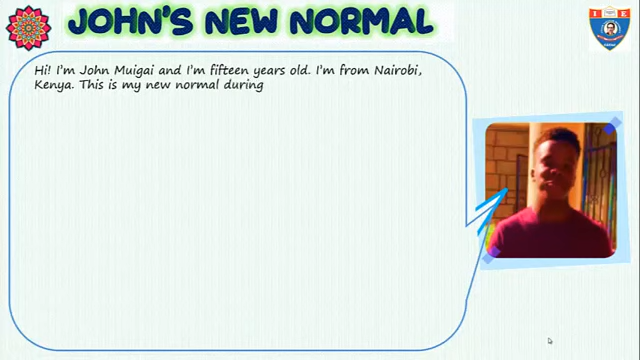 JOHN'S NEW NORMAL
I E
Hi! I'm John Muigai and I'm fifteen years old. I'm from Nairobi,
Kenya. This is my new normal during